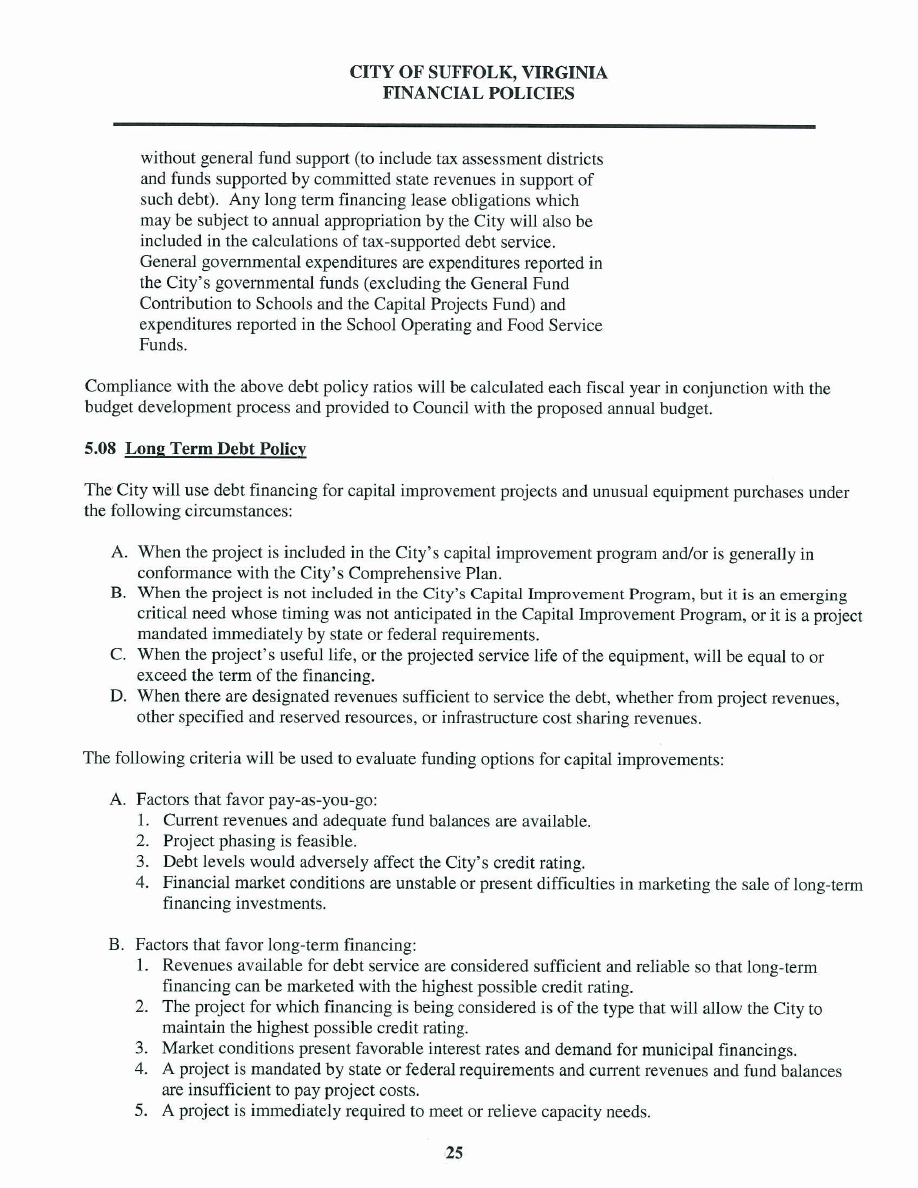 CITY OF SUFFOLK, VIRGINIA
FINANCIAL POLICIES
without general fund support (to include tax assessment districts
and funds supported by committed state revenues in support of
such debt). Any long term financing lease obligations which
may be subject to annual appropriation by the City will also be
included in the calculations of tax-supported debt service.
General governmental expenditures are expenditures reported in
the City's governmental funds (excluding the General Fund
Contribution to Schools and the Capital Projects Fund) and
expenditures reported in the School Operating and Food Service
Funds.
Compliance with the above debt policy ratios will be calculated each fiscal year in conjunction with the
budget development process and provided to Council with the proposed annual budget.
5.08 Long Term Debt Policy
The City will use debt financing for capital improvement projects and unusual equipment purchases under
the following circumstances:
A. When the project is included in the City's capital improvement program and/or is generally in
conformance with the City's Comprehensive Plan.
B. When the project is not included in the City's Capital Improvement Program, but it is an emerging
critical need whose timing was not anticipated in the Capital Improvement Program, or it is a project
mandated immediately by state or federal requirements.
C. When the project's useful life, or the projected service life of the equipment, will be equal to or
exceed the term of the financing.
D. When there are designated revenues sufficient to service the debt, whether from project revenues,
other specified and reserved resources, or infrastructure cost sharing revenues.
The following criteria will be used to evaluate funding options for capital improvements:
A. Factors that favor pay-as-you-go:
1. Current revenues and adequate fund balances are available.
2. Project phasing is feasible.
3. Debt levels would adversely affect the City's credit rating.
4. Financial market conditions are unstable or present difficulties in marketing the sale of long-term
financing investments.
B. Factors that favor long-term financing:
1. Revenues available for debt service are considered sufficient and reliable so that long-term
financing can be marketed with the highest possible credit rating.
2. The project for which financing is being considered is of the type that will allow the City to
maintain the highest possible credit rating.
3. Market conditions present favorable interest rates and demand for municipal financings.
4. A project is mandated by state or federal requirements and current revenues and fund balances
are insufficient to pay project costs.
5. A project is immediately required to meet or relieve capacity needs.
25